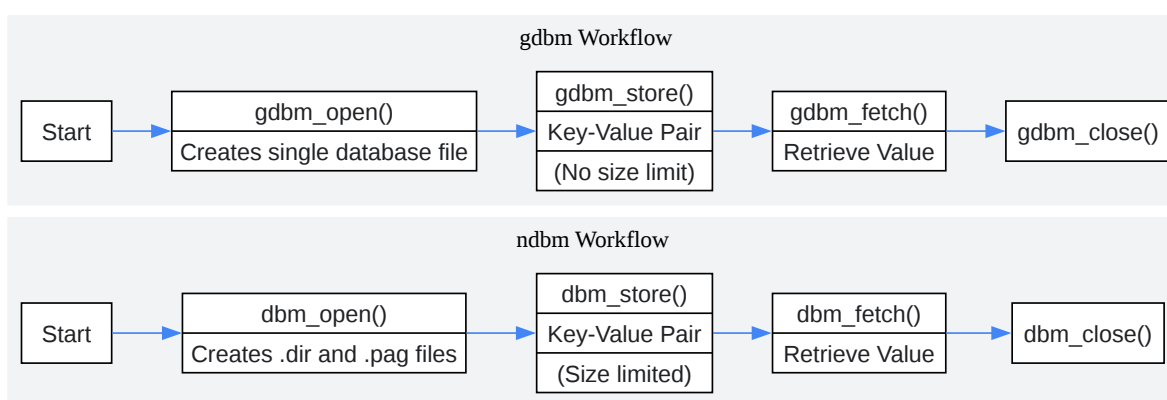 gdbm Workflow
Start
gdbm_open()
Creates single database file
gdbm_store()
Key-Value Pair
(No size limit)
gdbm_fetch()
Retrieve Value
gdbm_close()
ndbm Workflow
Start
dbm_open()
Creates .dir and .pag files
dbm_store()
Key-Value Pair
(Size limited)
dbm_fetch()
Retrieve Value
dbm_close()